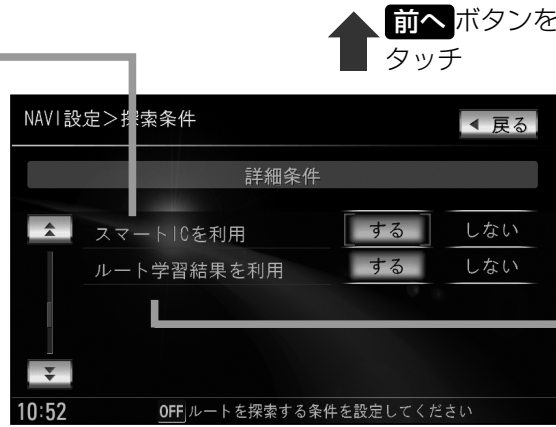 前へボタンを
タッチ
NAVI設定>探索条件
◀ 戻る
詳細条件
スマートICを利用 する しない
ルート学習結果を利用 する しない
10:52 OFF ルートを探索する条件を設定してください